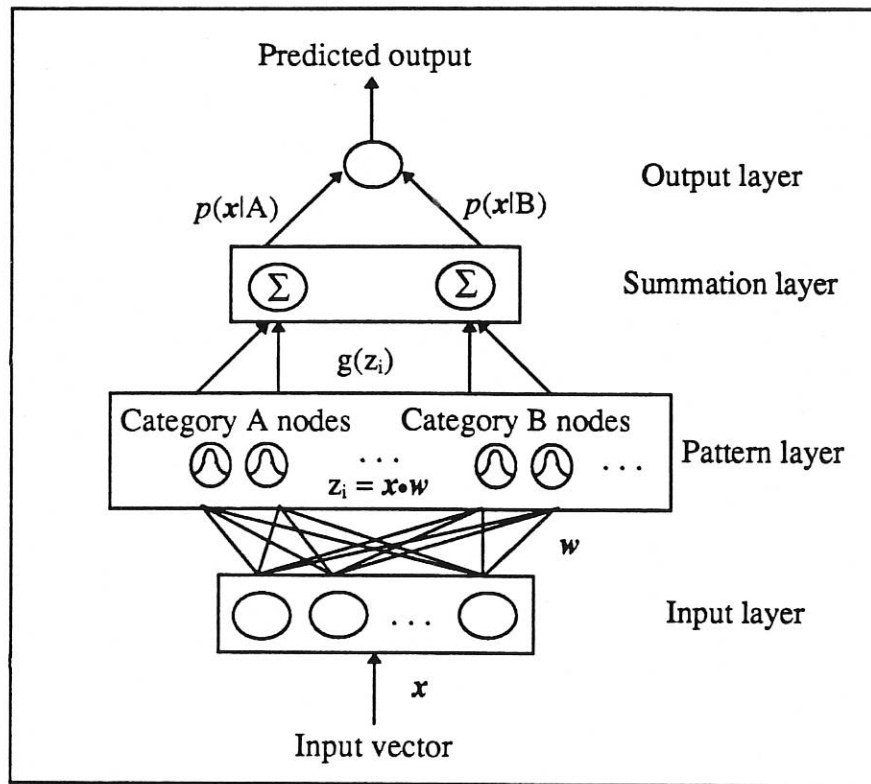 Predicted output
Output layer
p(x|A) p(x|B)
Σ Σ Summation layer
g(zᵢ)
Category A nodes Category B nodes
. . . . . . Pattern layer
zᵢ = x•w
w
. . . Input layer
x
Input vector